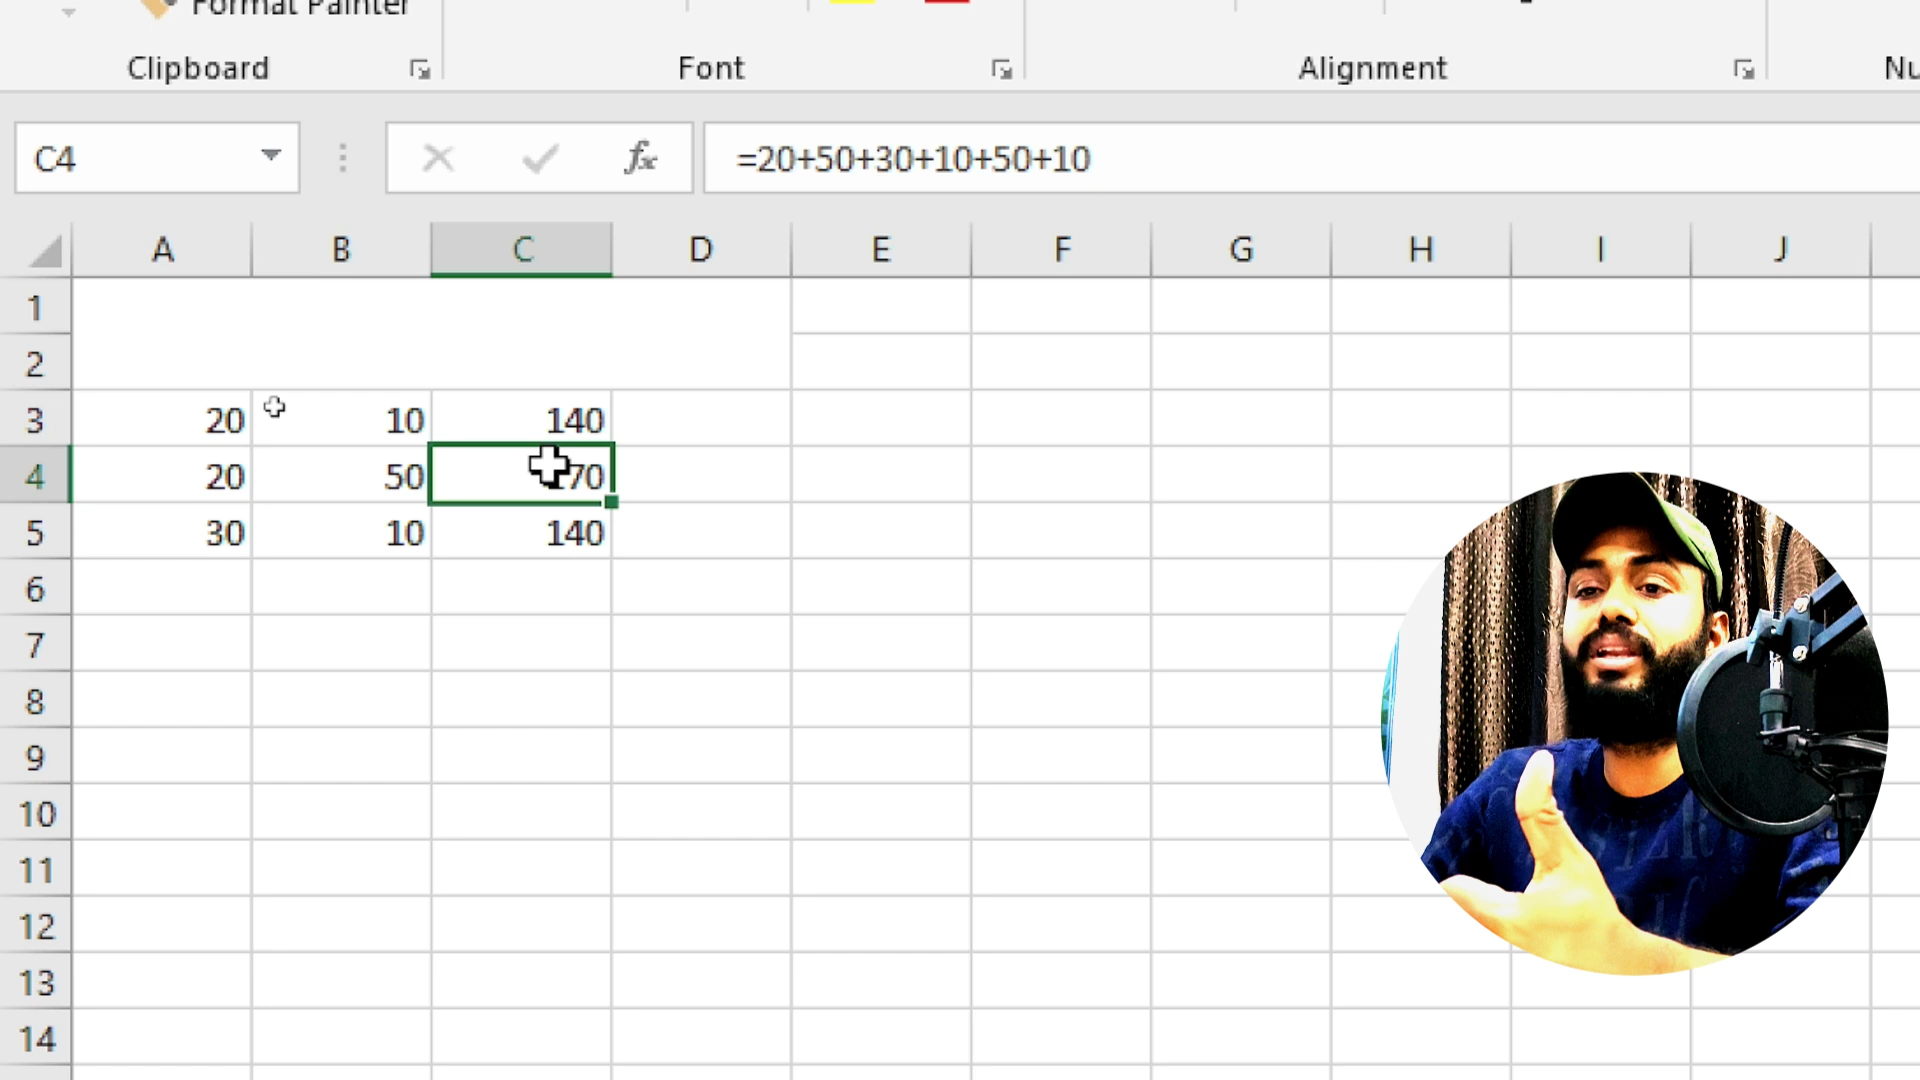 Format Painter
Clipboard Font Alignment Nu
C4 fx =20+50+30+10+50+10
A B C D E F G H I J
1
2
3 20 10 140
4 20 50 70
5 30 10 140
6
7
8
9
10
11
12
13
14